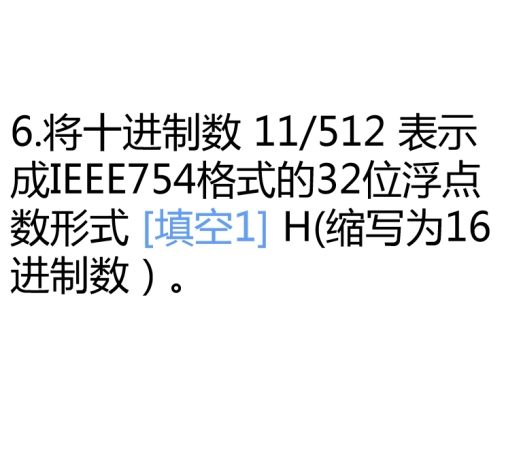 6.将十进制数 11/512 表示
成IEEE754格式的32位浮点
数形式 [填空1] H(缩写为16
进制数）。